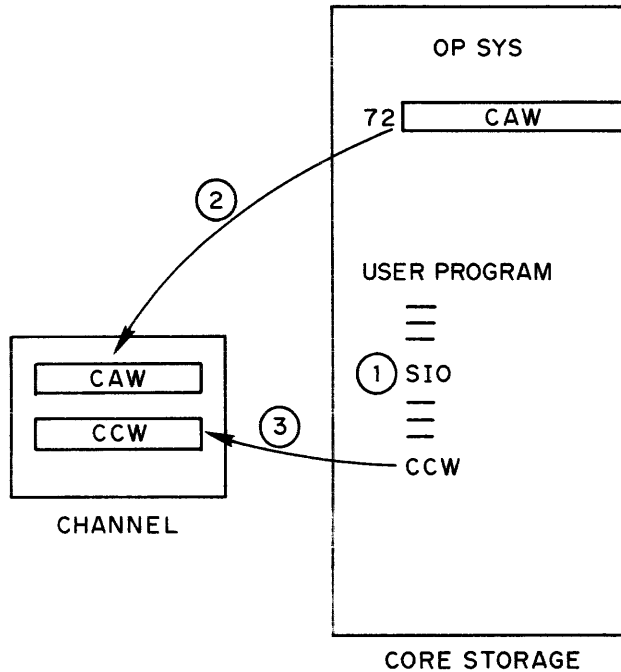 OP SYS
72 CAW
2
USER PROGRAM
CAW
1 SIO
CCW
3
CCW
CHANNEL
CORE STORAGE